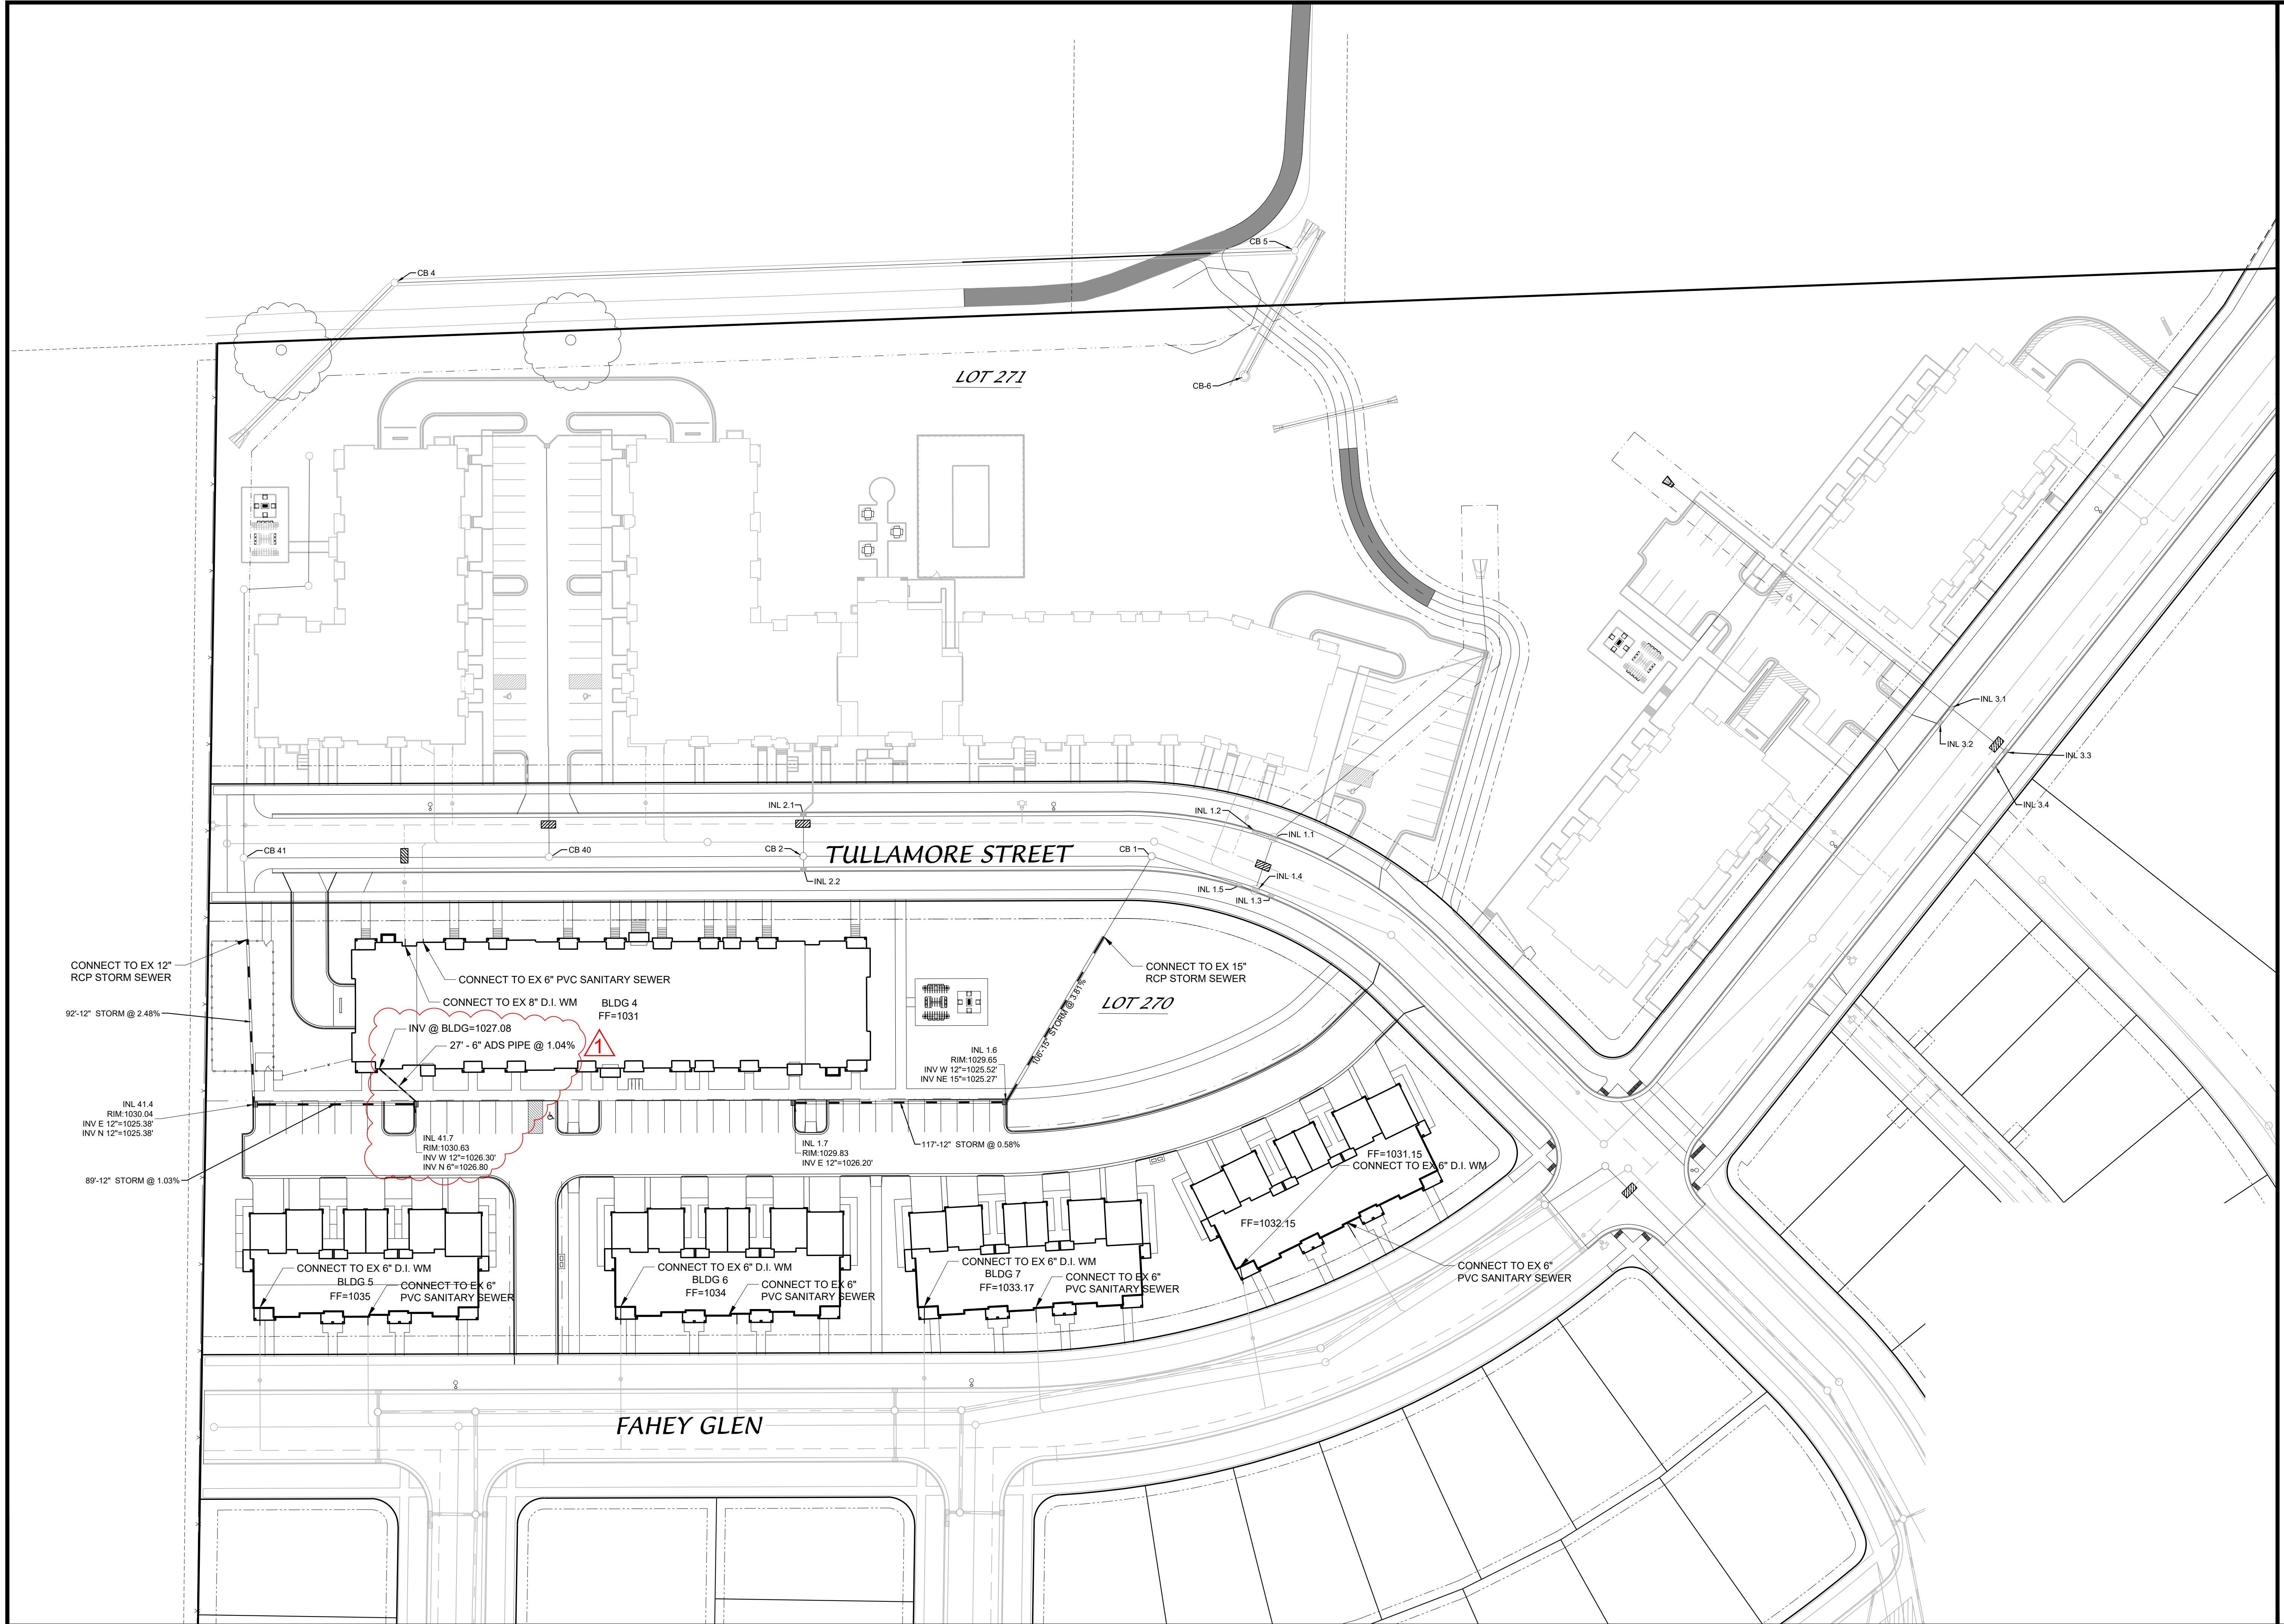 CB 5
CB 4
LOT 271
CB-6
INL 3.1
INL 3.2
INL 3.3
INL 3.4
INL 2.1
INL 1.2
INL 1.1
CB 41
CB 40
CB 2
TULLAMORE STREET
CB 1
INL 2.2
INL 1.4
INL 1.5
INL 1.3
CONNECT TO EX 12"
RCP STORM SEWER
CONNECT TO EX 6" PVC SANITARY SEWER
CONNECT TO EX 8" D.I. WM
BLDG 4
FF=1031
CONNECT TO EX 15"
RCP STORM SEWER
LOT 270
92'-12" STORM @ 2.48%
INV @ BLDG=1027.08
27' - 6" ADS PIPE @ 1.04%
1
106'-15" STORM @ 3.81%
INL 1.6
RIM:1029.65
INV W 12"=1025.52'
INV NE 15"=1025.27'
INL 41.4
RIM:1030.04
INV E 12"=1025.38'
INV N 12"=1025.38'
INL 41.7
RIM:1030.63
INV W 12"=1026.30'
INV N 6"=1026.80
INL 1.7
RIM:1029.83
INV E 12"=1026.20'
117'-12" STORM @ 0.58%
89'-12" STORM @ 1.03%
FF=1031.15
CONNECT TO EX 6" D.I. WM
FF=1032.15
CONNECT TO EX 6" D.I. WM
BLDG 5
FF=1035
CONNECT TO EX 6"
PVC SANITARY SEWER
CONNECT TO EX 6" D.I. WM
BLDG 6
FF=1034
CONNECT TO EX 6"
PVC SANITARY SEWER
CONNECT TO EX 6" D.I. WM
BLDG 7
FF=1033.17
CONNECT TO EX 6"
PVC SANITARY SEWER
CONNECT TO EX 6"
PVC SANITARY SEWER
FAHEY GLEN